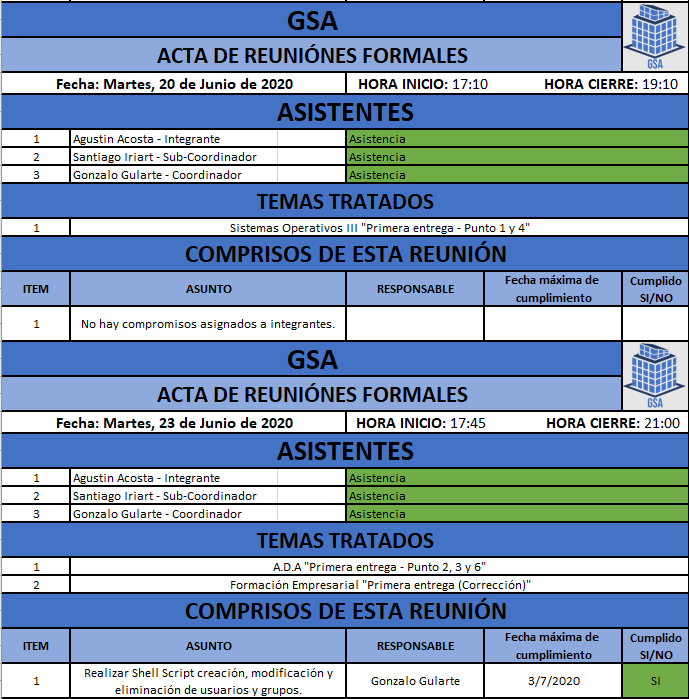 GSA
GSA
ACTA DE REUNIÓNES FORMALES
Fecha: Martes, 20 de Junio de 2020 HORA INICIO: 17:10 HORA CIERRE: 19:10
ASISTENTES
1 Agustin Acosta - Integrante Asistencia
2 Santiago Iriart - Sub-Coordinador Asistencia
3 Gonzalo Gularte - Coordinador Asistencia
TEMAS TRATADOS
1 Sistemas Operativos III "Primera entrega - Punto 1 y 4"
COMPRISOS DE ESTA REUNIÓN
ITEM ASUNTO RESPONSABLE Fecha máxima de cumplimiento Cumplido SI/NO
1 No hay compromisos asignados a integrantes.
GSA
GSA
ACTA DE REUNIÓNES FORMALES
Fecha: Martes, 23 de Junio de 2020 HORA INICIO: 17:45 HORA CIERRE: 21:00
ASISTENTES
1 Agustin Acosta - Integrante Asistencia
2 Santiago Iriart - Sub-Coordinador Asistencia
3 Gonzalo Gularte - Coordinador Asistencia
TEMAS TRATADOS
1 A.D.A "Primera entrega - Punto 2, 3 y 6"
2 Formación Empresarial "Primera entrega (Corrección)"
COMPRISOS DE ESTA REUNIÓN
ITEM ASUNTO RESPONSABLE Fecha máxima de cumplimiento Cumplido SI/NO
1 Realizar Shell Script creación, modificación y eliminación de usuarios y grupos. Gonzalo Gularte 3/7/2020 SI